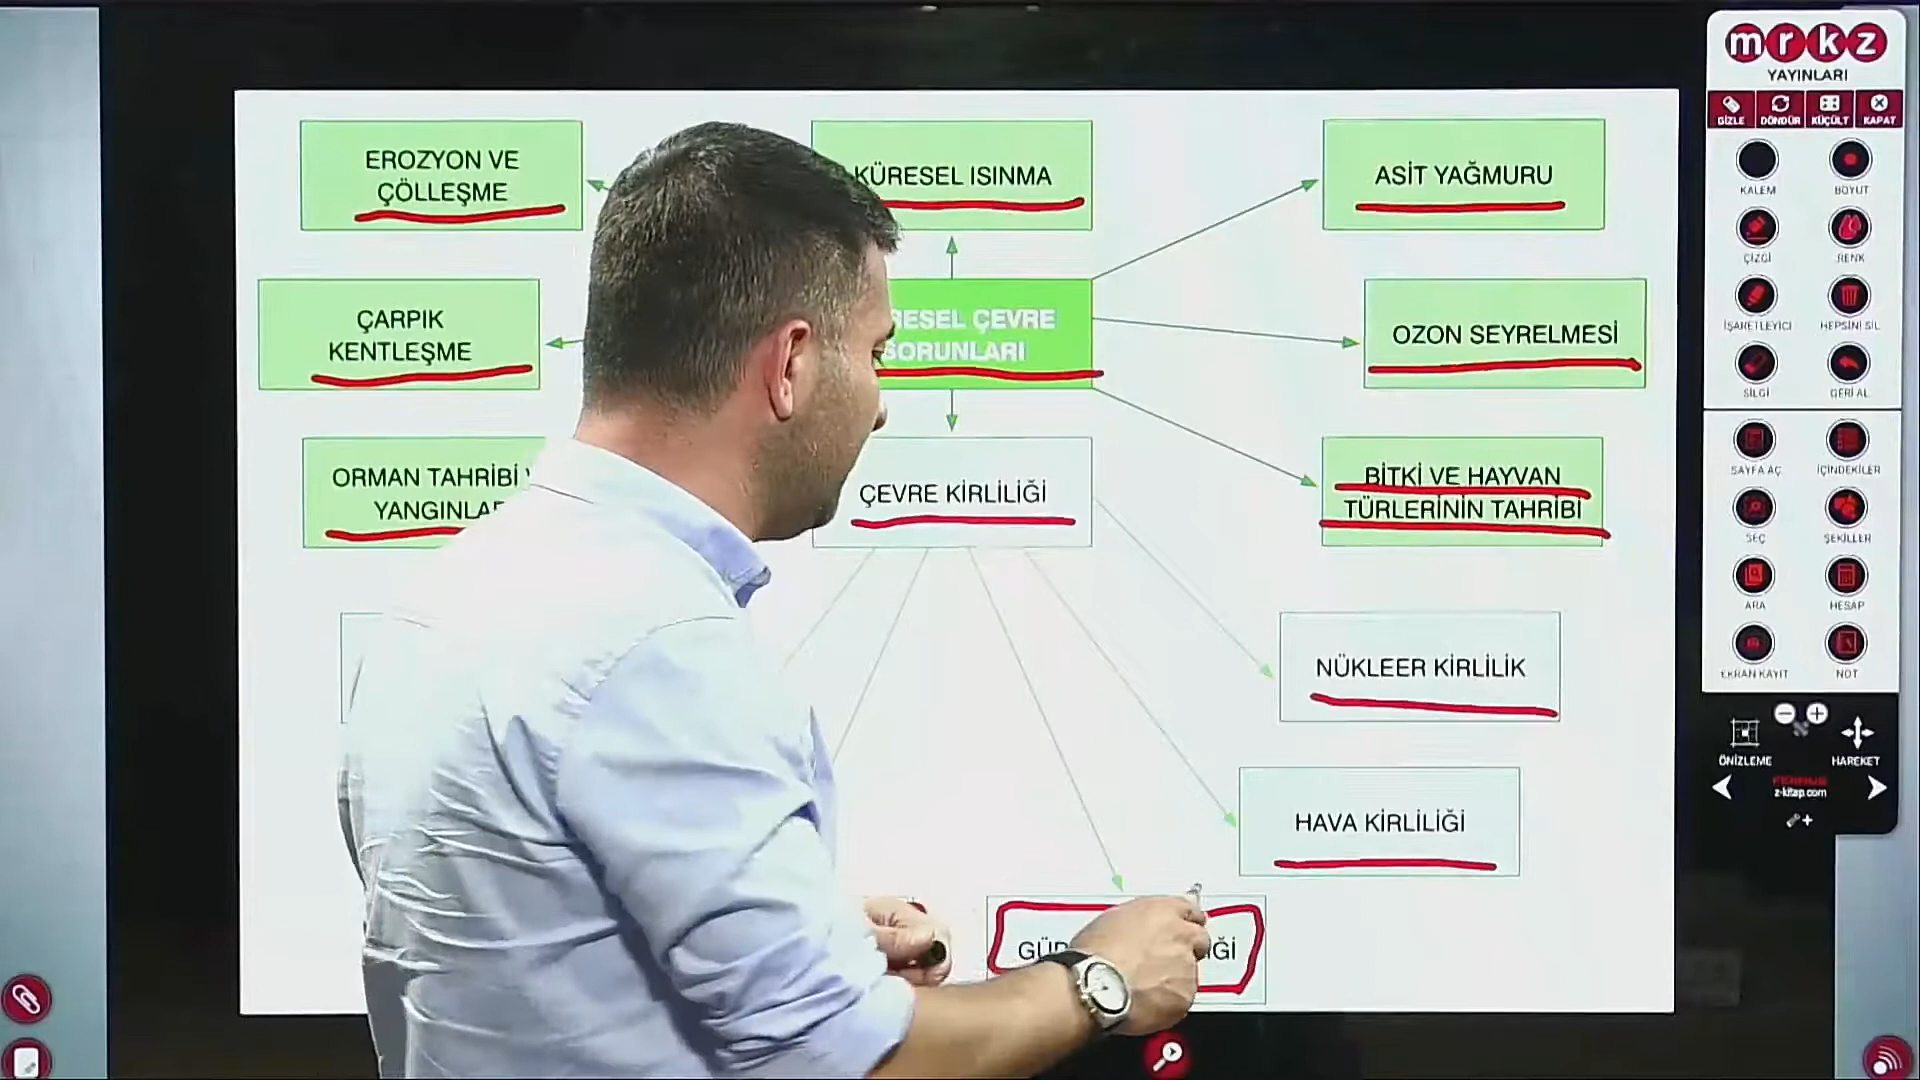 EROZYON VE
ÇÖLLEŞME
KÜRESEL ISINMA
ASİT YAĞMURU
ÇARPIK
KENTLEŞME
ÇEVRE
SORUNLARI
OZON SEYRELMESİ
ORMAN TAHRİBİ
ÇEVRE KİRLİLİĞİ
BİTKİ VE HAYVAN
TÜRLERİNİN TAHRİBİ
NÜKLEER KİRLİLİK
HAVA KİRLİLİĞİ
mrkz
YAYINLARI
GİZLE DÖNDÜR KÜÇÜLT KAPAT
KALEM BOYUT
ÇİZGİ RENK
İŞARETLEYİCİ HEPSİNİ SİL
SİLGİ GERİ AL
SAYFA AÇ İÇİNDEKİLER
SEÇ ŞEKİLLER
ARA HESAP
EKRAN KAYIT NOT
ÖNİZLEME HAREKET
FERNUS
z-kitap.com